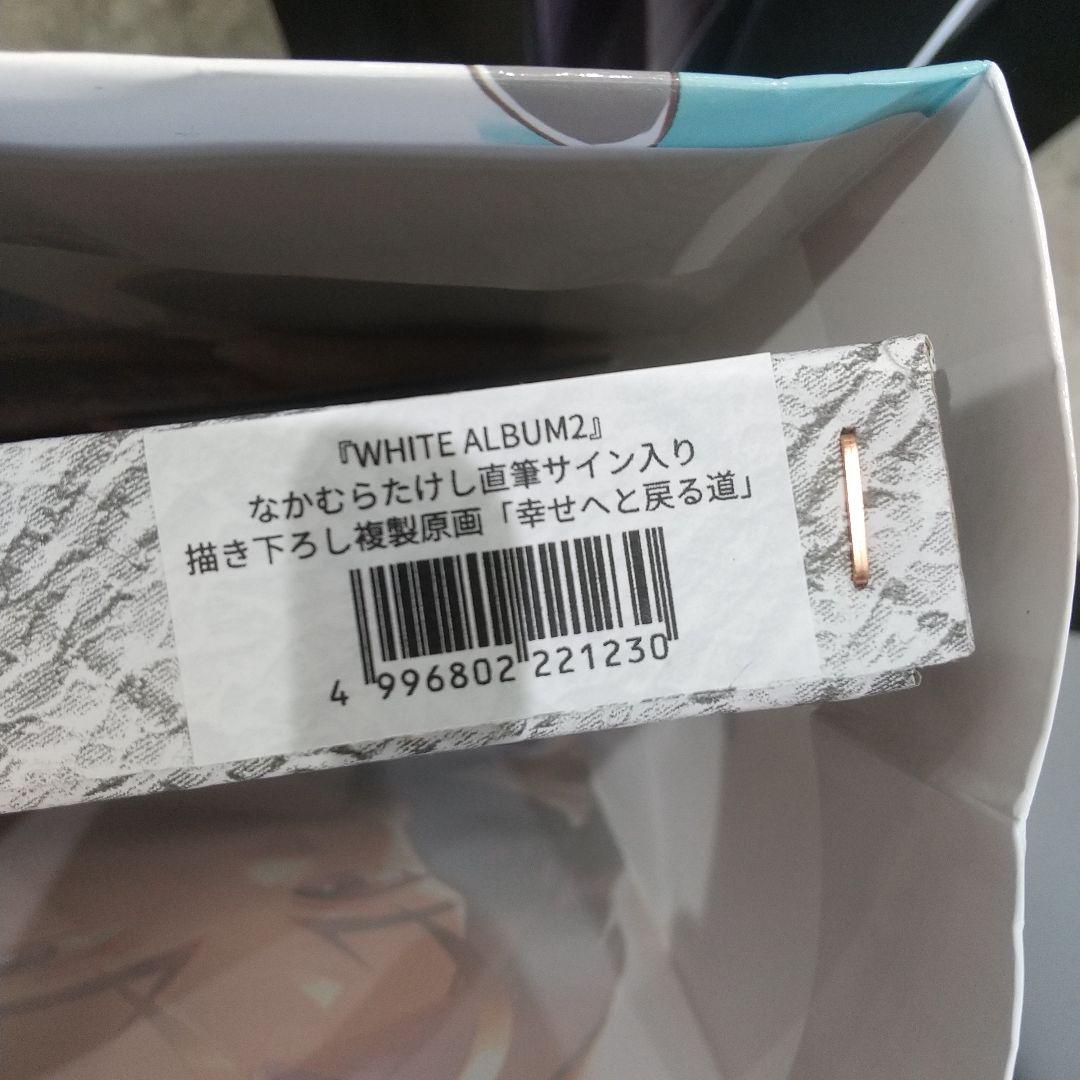 『WHITE ALBUM2』
なかむらたけし直筆サイン入り
描き下ろし複製原画「幸せへと戻る道」
4 996802 221230